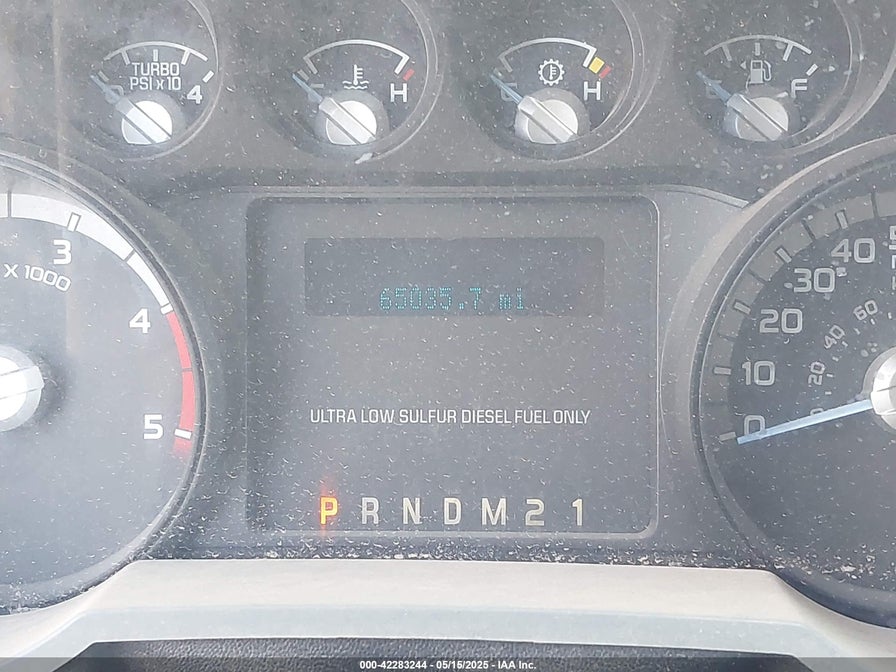 TURBO
PSI x 10
0 4
H
H
F
3
X 1000
4
5
65035.7 mi
ULTRA LOW SULFUR DIESEL FUEL ONLY
P R N D M 2 1
40
30
20
10
0
60
40
20
000-42283244 - 05/15/2025 - IAA Inc.